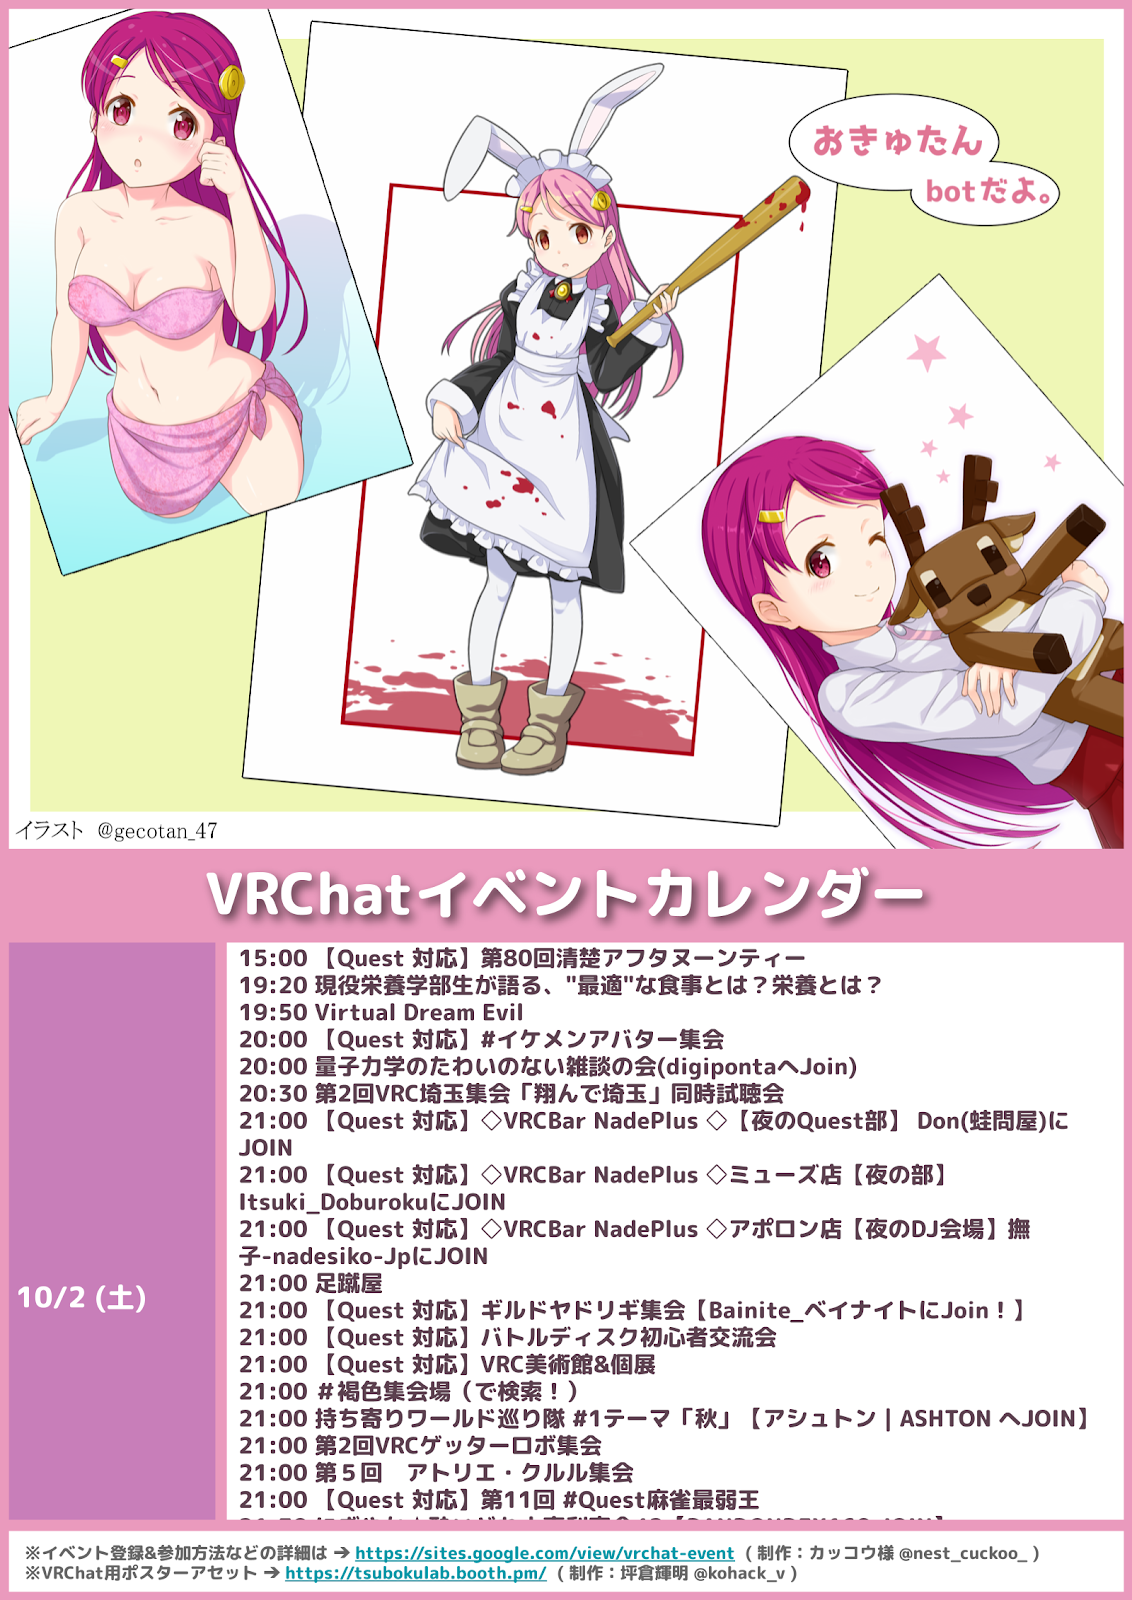 おきゅたん
botだよ。
イラスト @gecotan_47
VRChatイベントカレンダー
10/2 (土)
15:00 【Quest 対応】第80回清楚アフタヌーンティー
19:20 現役栄養学部生が語る、"最適"な食事とは？栄養とは？
19:50 Virtual Dream Evil
20:00 【Quest 対応】#イケメンアバター集会
20:00 量子力学のたわいのない雑談の会(digipontaへJoin)
20:30 第2回VRC埼玉集会「翔んで埼玉」同時試聴会
21:00 【Quest 対応】◇VRCBar NadePlus ◇【夜のQuest部】 Don(蛙問屋)に
JOIN
21:00 【Quest 対応】◇VRCBar NadePlus ◇ミューズ店【夜の部】
Itsuki_DoburokuにJOIN
21:00 【Quest 対応】◇VRCBar NadePlus ◇アポロン店【夜のDJ会場】撫
子-nadesiko-JpにJOIN
21:00 足蹴屋
21:00 【Quest 対応】ギルドヤドリギ集会【Bainite_ベイナイトにJoin！】
21:00 【Quest 対応】バトルディスク初心者交流会
21:00 【Quest 対応】VRC美術館&個展
21:00 ＃褐色集会場（で検索！）
21:00 持ち寄りワールド巡り隊 #1テーマ「秋」【アシュトン | ASHTON へJOIN】
21:00 第2回VRCゲッターロボ集会
21:00 第５回　アトリエ・クルル集会
21:00 【Quest 対応】第11回 #Quest麻雀最弱王
※イベント登録&参加方法などの詳細は → https://sites.google.com/view/vrchat-event ( 制作：カッコウ様 @nest_cuckoo_ )
※VRChat用ポスターアセット → https://tsubokulab.booth.pm/ ( 制作：坪倉輝明 @kohack_v )